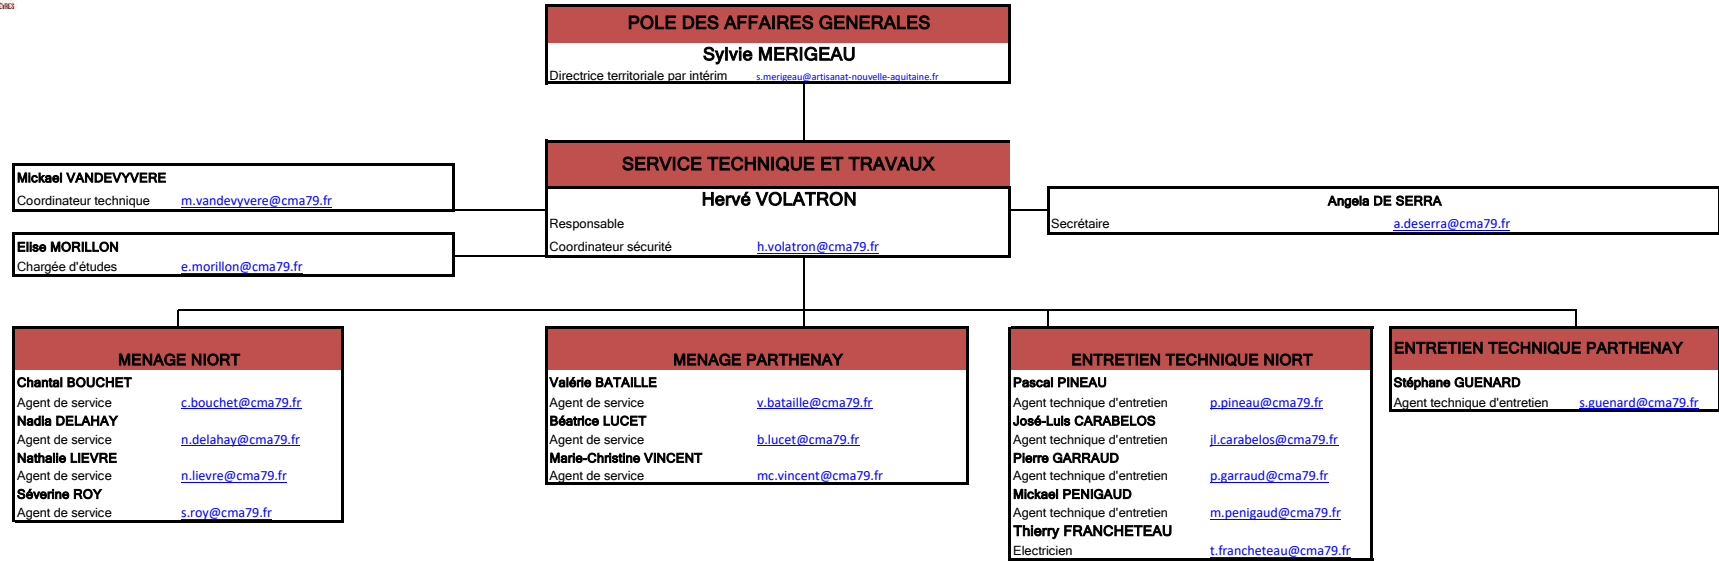 POLE DES AFFAIRES GENERALES
Sylvie MERIGEAU
Directrice territoriale par intérim s.merigeau@artisanat-nouvelle-aquitaine.fr
SERVICE TECHNIQUE ET TRAVAUX
Hervé VOLATRON
Responsable
Coordinateur sécurité h.volatron@cma79.fr
Mickael VANDEVYVERE
Coordinateur technique m.vandevyvere@cma79.fr
Elise MORILLON
Chargée d'études e.morillon@cma79.fr
Angela DE SERRA
Secrétaire a.deserra@cma79.fr
MENAGE NIORT
Chantal BOUCHET
Agent de service c.bouchet@cma79.fr
Nadia DELAHAY
Agent de service n.delahay@cma79.fr
Nathalie LIEVRE
Agent de service n.lievre@cma79.fr
Séverine ROY
Agent de service s.roy@cma79.fr
MENAGE PARTHENAY
Valérie BATAILLE
Agent de service v.bataille@cma79.fr
Béatrice LUCET
Agent de service b.lucet@cma79.fr
Marie-Christine VINCENT
Agent de service mc.vincent@cma79.fr
ENTRETIEN TECHNIQUE NIORT
Pascal PINEAU
Agent technique d'entretien p.pineau@cma79.fr
José-Luis CARABELOS
Agent technique d'entretien jl.carabelos@cma79.fr
Pierre GARRAUD
Agent technique d'entretien p.garraud@cma79.fr
Mickael PENIGAUD
Agent technique d'entretien m.penigaud@cma79.fr
Thierry FRANCHETEAU
Electricien t.francheteau@cma79.fr
ENTRETIEN TECHNIQUE PARTHENAY
Stéphane GUENARD
Agent technique d'entretien s.guenard@cma79.fr